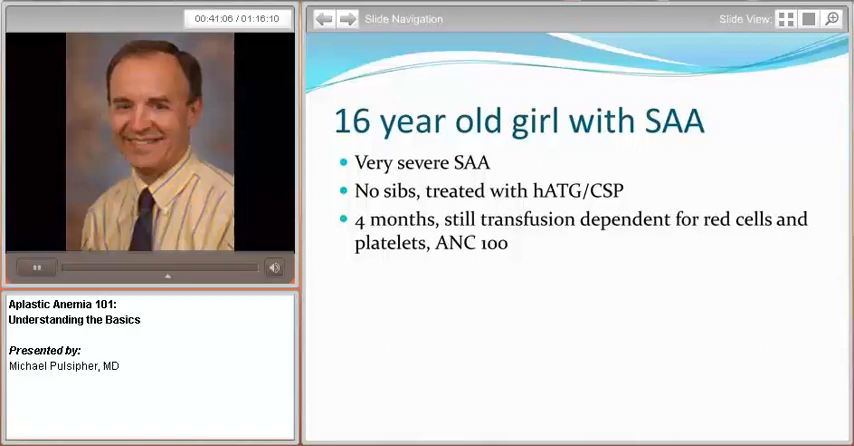 00:41:06 / 01:16:10
Slide Navigation
Slide View:
16 year old girl with SAA
Very severe SAA
No sibs, treated with hATG/CSP
4 months, still transfusion dependent for red cells and
platelets, ANC 100
Aplastic Anemia 101:
Understanding the Basics
Presented by:
Michael Pulsipher, MD